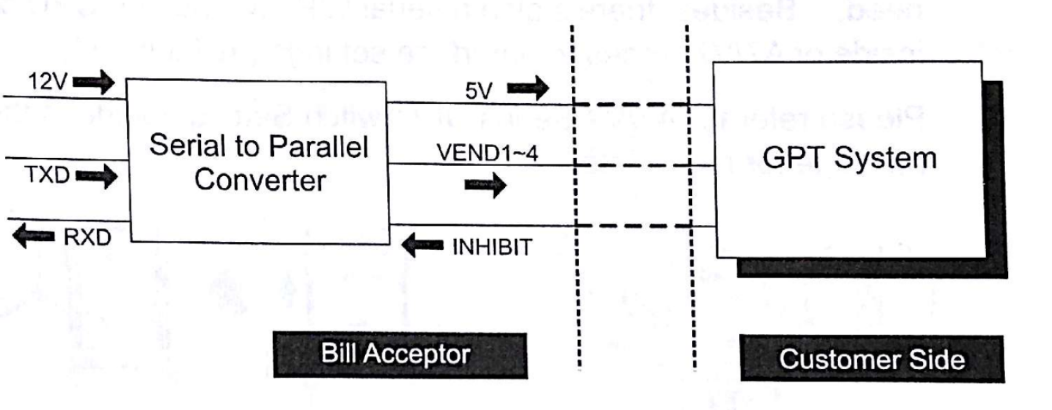 12V
TXD
RXD
Serial to Parallel
Converter
5V
VEND1~4
INHIBIT
GPT System
Bill Acceptor
Customer Side